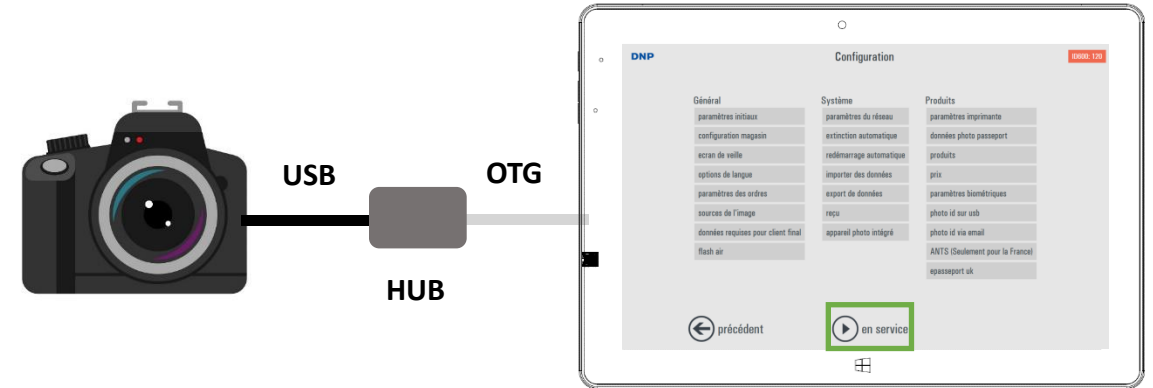 USB
OTG
HUB
DNP
Configuration
ID600: 120
Général
paramètres initiaux
configuration magasin
ecran de veille
options de langue
paramètres des ordres
sources de l'image
données requises pour client final
flash air
Système
paramètres du réseau
extinction automatique
redémarrage automatique
importer des données
export de données
reçu
appareil photo intégré
Produits
paramètres imprimante
données photo passeport
produits
prix
paramètres biométriques
photo id sur usb
photo id via email
ANTS (Seulement pour la France)
epasseport uk
précédent
en service